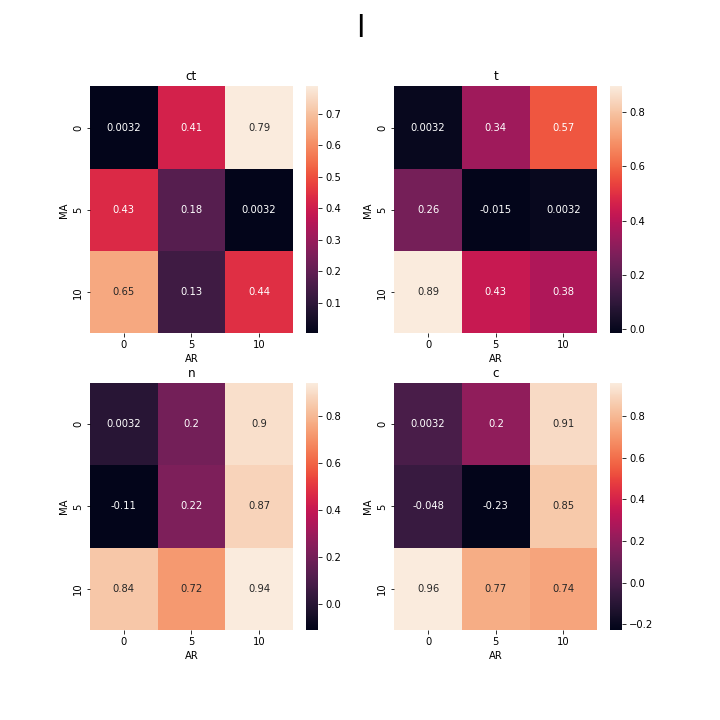 l
ct
t
0 0.0032 0.41 0.79
MA 5 0.43 0.18 0.0032
10 0.65 0.13 0.44
0 5 10
AR
0.7
0.6
0.5
0.4
0.3
0.2
0.1
0 0.0032 0.34 0.57
MA 5 0.26 -0.015 0.0032
10 0.89 0.43 0.38
0 5 10
AR
0.8
0.6
0.4
0.2
0.0
n
c
0 0.0032 0.2 0.9
MA 5 -0.11 0.22 0.87
10 0.84 0.72 0.94
0 5 10
AR
0.8
0.6
0.4
0.2
0.0
0 0.0032 0.2 0.91
MA 5 -0.048 -0.23 0.85
10 0.96 0.77 0.74
0 5 10
AR
0.8
0.6
0.4
0.2
0.0
−0.2